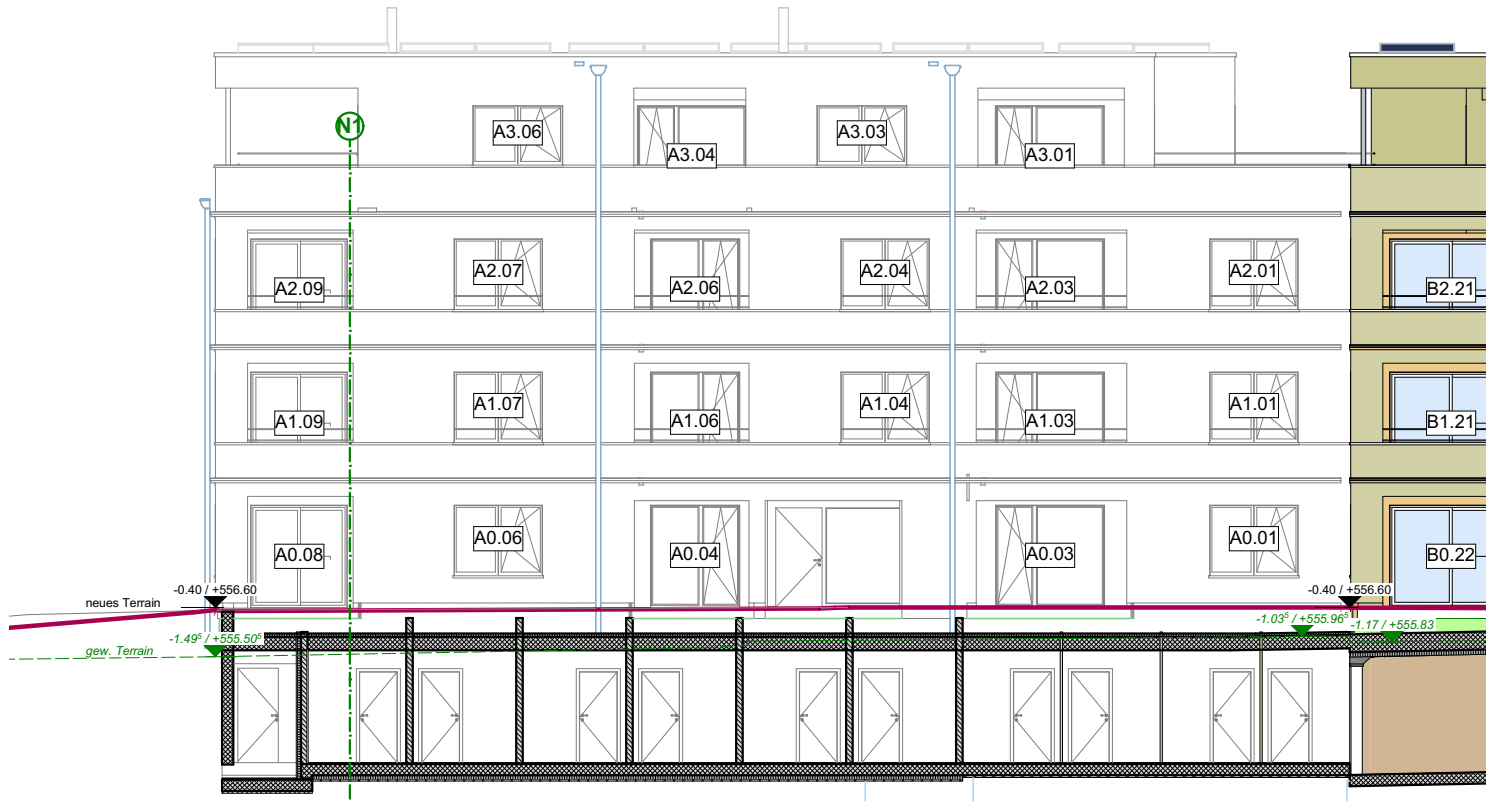 N1
A3.06
A3.04
A3.03
A3.01
A2.09
A2.07
A2.06
A2.04
A2.03
A2.01
B2.21
A1.09
A1.07
A1.06
A1.04
A1.03
A1.01
B1.21
A0.08
A0.06
A0.04
A0.03
A0.01
B0.22
-0.40 / +556.60
neues Terrain
-0.40 / +556.60
-1.49⁵ / +555.50⁵
gew. Terrain
-1.03⁵ / +555.96⁵
-1.17 / +555.83